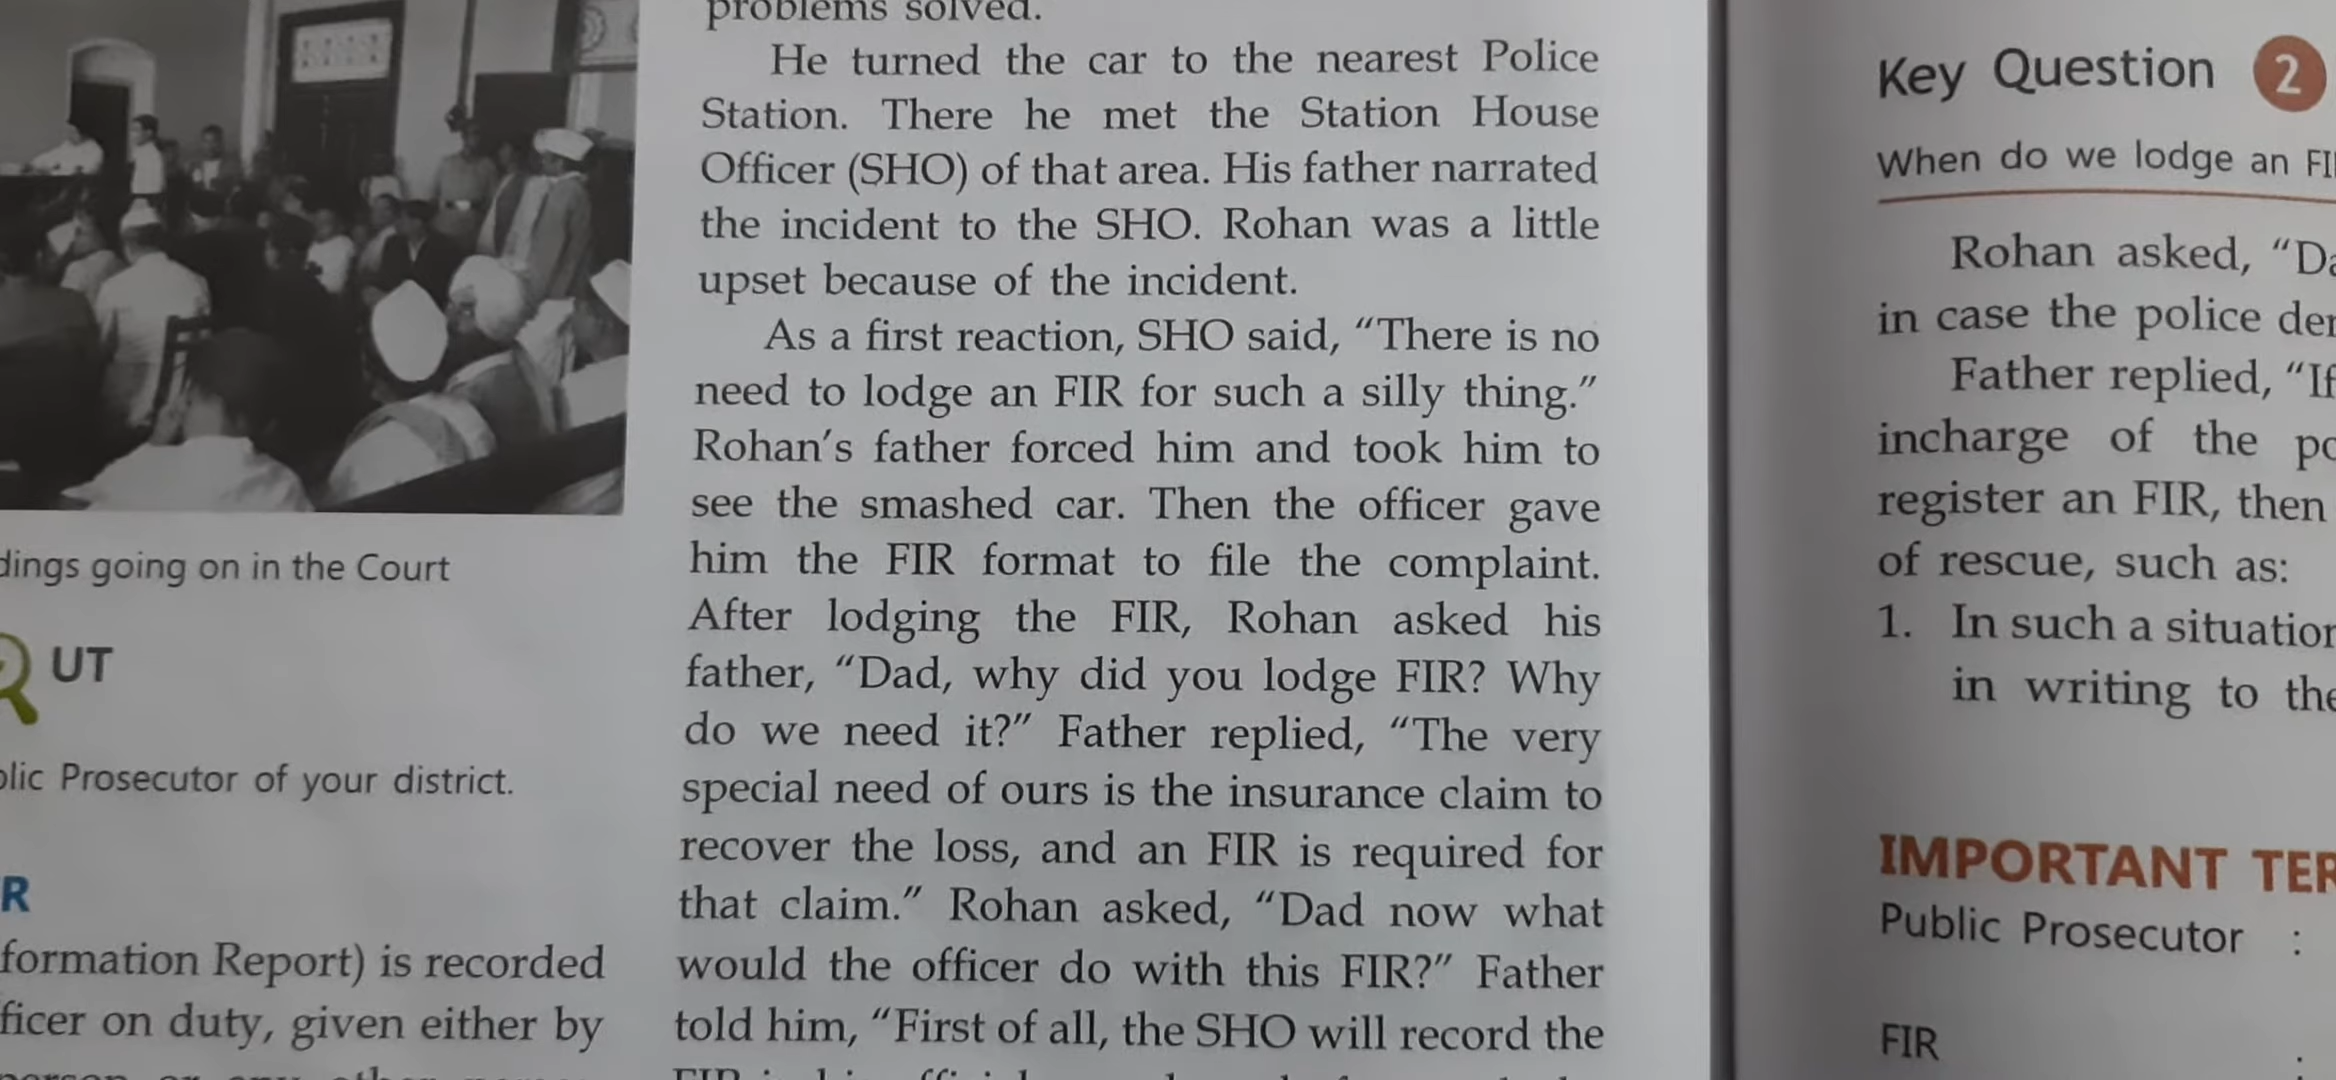 dings going on in the Court
UT
Prosecutor of your district.
R
formation Report) is recorded
ficer on duty, given either by
problems solved.
He turned the car to the nearest Police
Station. There he met the Station House
Officer (SHO) of that area. His father narrated
the incident to the SHO. Rohan was a little
upset because of the incident.
As a first reaction, SHO said, “There is no
need to lodge an FIR for such a silly thing.”
Rohan’s father forced him and took him to
see the smashed car. Then the officer gave
him the FIR format to file the complaint.
After lodging the FIR, Rohan asked his
father, “Dad, why did you lodge FIR? Why
do we need it?” Father replied, “The very
special need of ours is the insurance claim to
recover the loss, and an FIR is required for
that claim.” Rohan asked, “Dad now what
would the officer do with this FIR?” Father
told him, “First of all, the SHO will record the
Key Question 2
When do we lodge an
Rohan asked,
in case the police
Father replied, “If
incharge of the
register an FIR, then
of rescue, such as:
1. In such a situation
in writing to the
IMPORTANT
Public Prosecutor :
FIR :